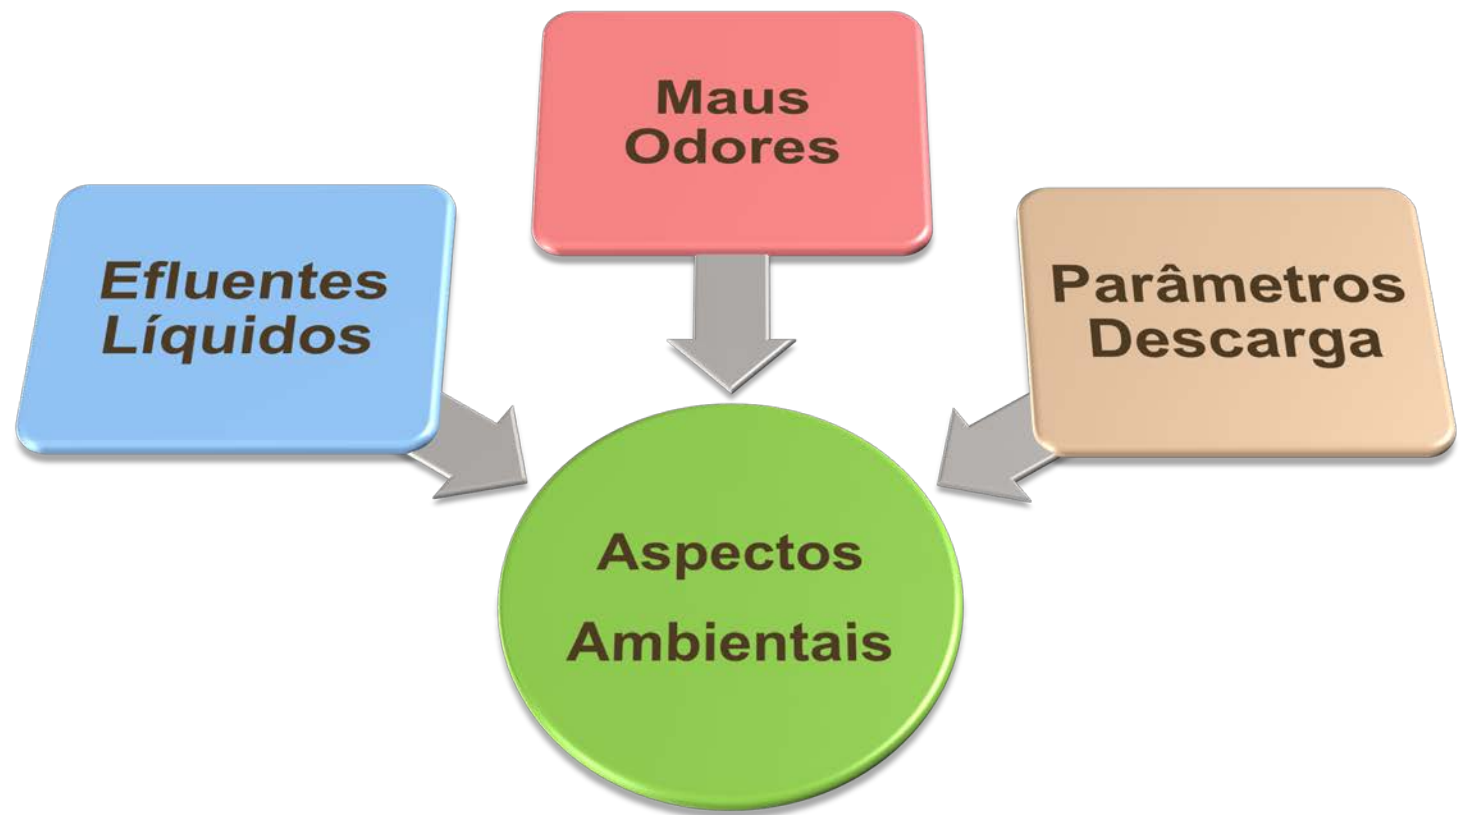 Maus
Odores
Efluentes
Líquidos
Parâmetros
Descarga
Aspectos
Ambientais